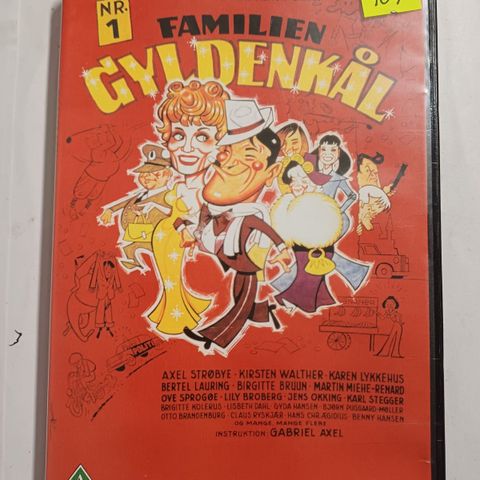 NR.
1
FAMILIEN
GYLDENKÅL
AXEL STRØBYE · KIRSTEN WALTHER · KAREN LYKKEHUS
BERTEL LAURING · BIRGITTE BRUUN · MARTIN MIEHE-RENARD
OVE SPROGØE · LILY BROBERG · JENS OKKING · KARL STEGGER
BRIGITTE KOLERUS · LISBETH DAHL · GYDA HANSEN · BJØRN PUGGAARD-MØLLER
OTTO BRANDENBURG · CLAUS RYSKJÆR · HANS CHR. ÆGIDIUS · BENNY HANSEN
OG MANGE, MANGE FLERE
INSTRUKTION: GABRIEL AXEL
A